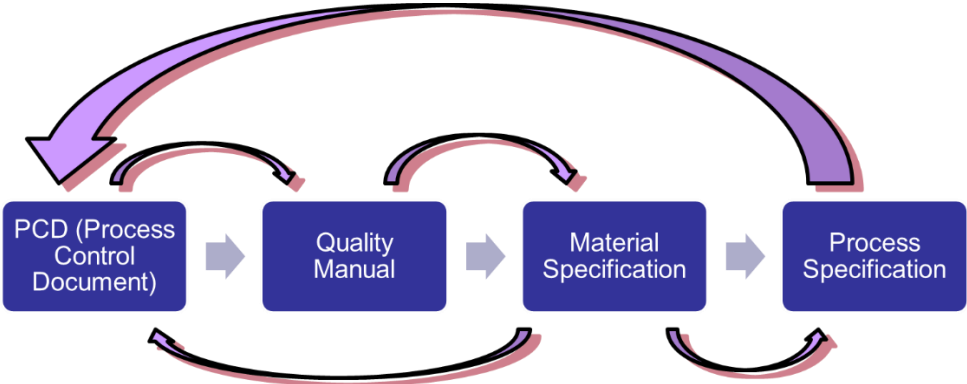 PCD (Process
Control
Document)
Quality
Manual
Material
Specification
Process
Specification